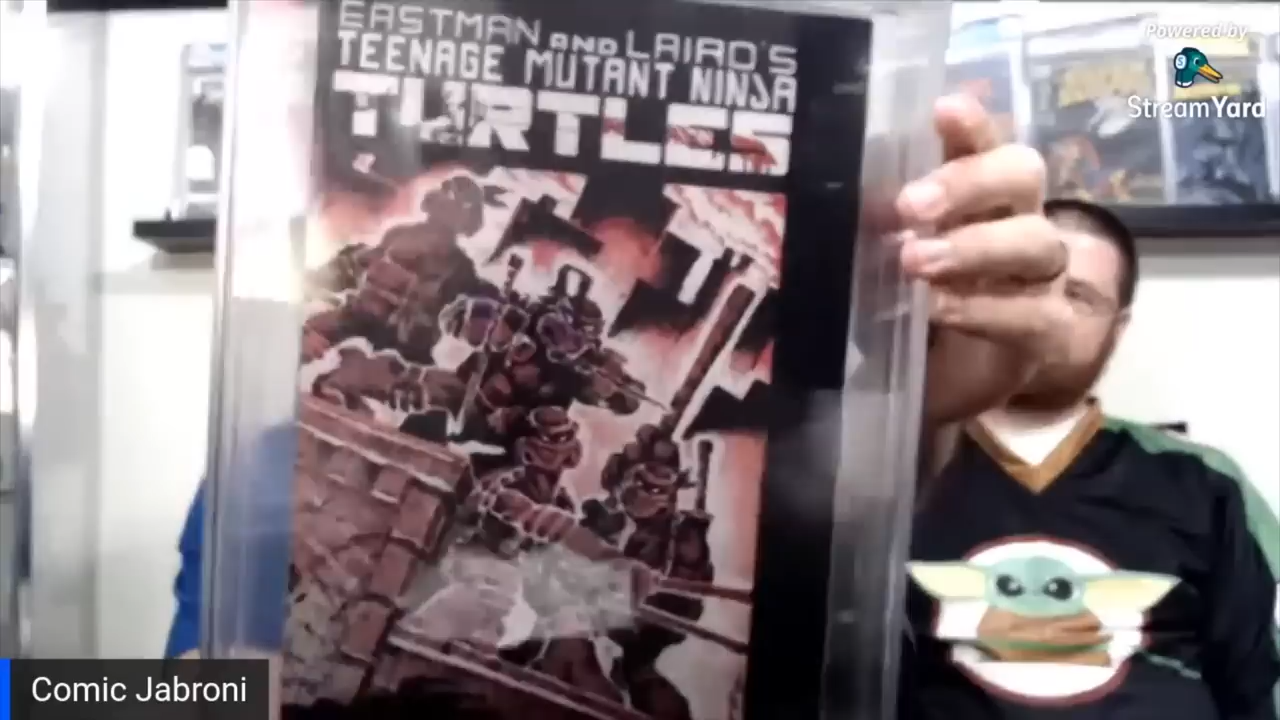 EASTMAN AND LAIRD'S
TEENAGE MUTANT NINJA
TURTLES
Powered by
StreamYard
Comic Jabroni